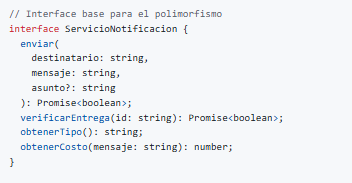 // Interface base para el polimorfismo
interface ServicioNotificacion {
  enviar(
    destinatario: string,
    mensaje: string,
    asunto?: string
  ): Promise<boolean>;
  verificarEntrega(id: string): Promise<boolean>;
  obtenerTipo(): string;
  obtenerCosto(mensaje: string): number;
}